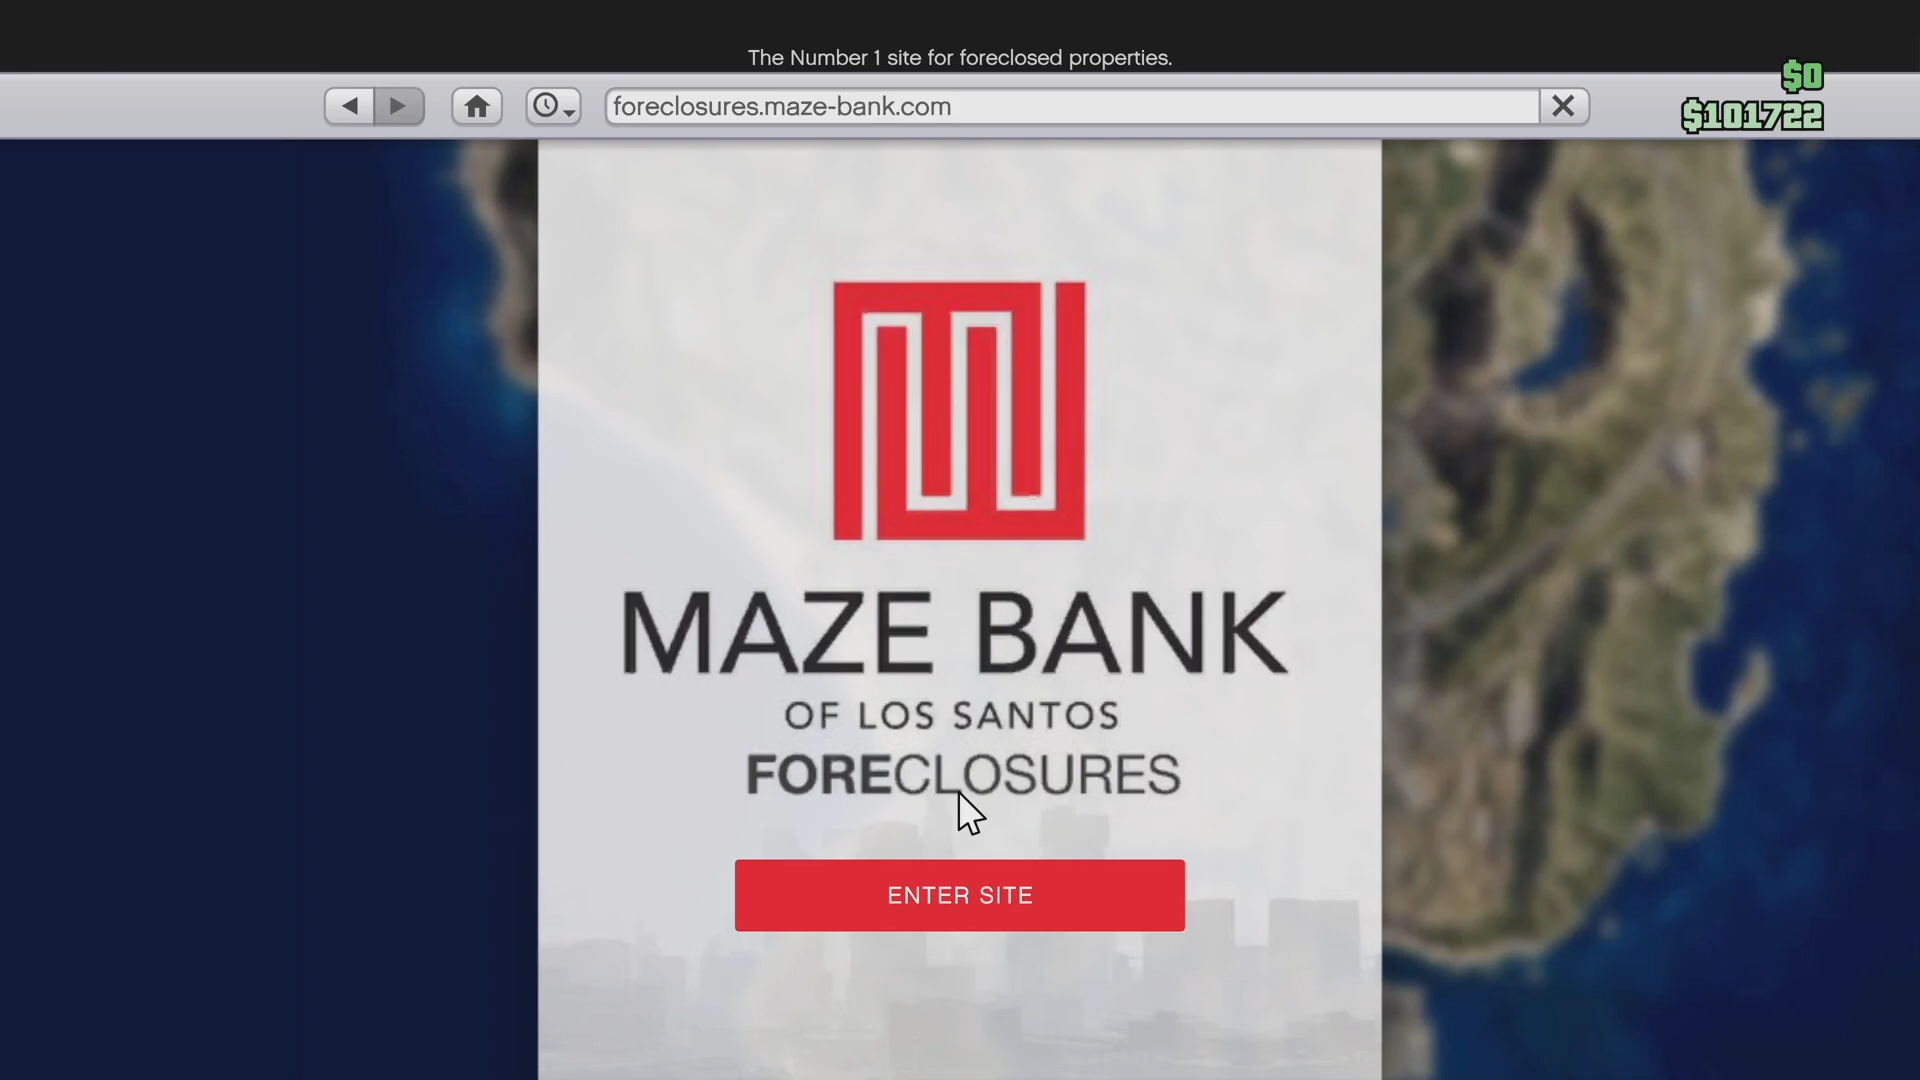 The Number 1 site for foreclosed properties.
$0
foreclosures.maze-bank.com
$101722
MAZE BANK
OF LOS SANTOS
FORECLOSURES
ENTER SITE